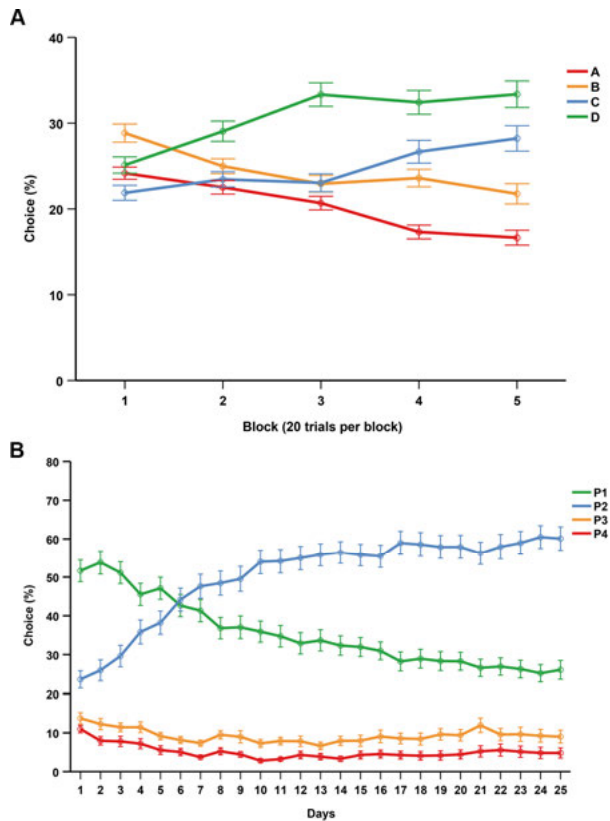 A
40
30
20
10
0
Choice (%)
1 2 3 4 5
Block (20 trials per block)
A
B
C
D
B
80
70
60
50
40
30
20
10
0
Choice (%)
1 2 3 4 5 6 7 8 9 10 11 12 13 14 15 16 17 18 19 20 21 22 23 24 25
Days
P1
P2
P3
P4